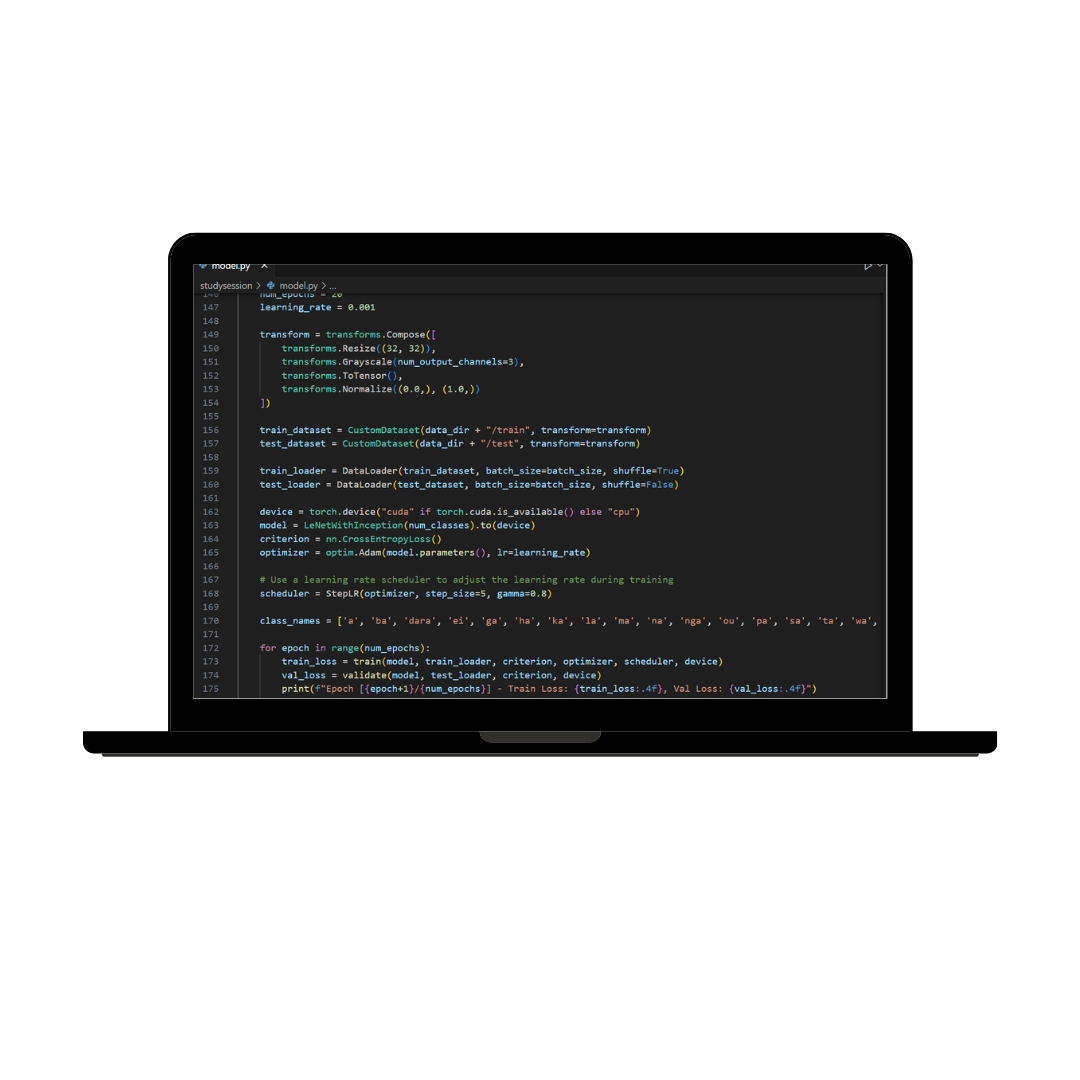 model.py ×
studysession > model.py > ...
146 num_epochs = 20
147 learning_rate = 0.001
148
149 transform = transforms.Compose([
150 transforms.Resize((32, 32)),
151 transforms.Grayscale(num_output_channels=3),
152 transforms.ToTensor(),
153 transforms.Normalize((0.0,), (1.0,))
154 ])
155
156 train_dataset = CustomDataset(data_dir + "/train", transform=transform)
157 test_dataset = CustomDataset(data_dir + "/test", transform=transform)
158
159 train_loader = DataLoader(train_dataset, batch_size=batch_size, shuffle=True)
160 test_loader = DataLoader(test_dataset, batch_size=batch_size, shuffle=False)
161
162 device = torch.device("cuda" if torch.cuda.is_available() else "cpu")
163 model = LeNetWithInception(num_classes).to(device)
164 criterion = nn.CrossEntropyLoss()
165 optimizer = optim.Adam(model.parameters(), lr=learning_rate)
166
167 # Use a learning rate scheduler to adjust the learning rate during training
168 scheduler = StepLR(optimizer, step_size=5, gamma=0.8)
169
170 class_names = ['a', 'ba', 'dara', 'ei', 'ga', 'ha', 'ka', 'la', 'ma', 'na', 'nga', 'ou', 'pa', 'sa', 'ta', 'wa',
171
172 for epoch in range(num_epochs):
173 train_loss = train(model, train_loader, criterion, optimizer, scheduler, device)
174 val_loss = validate(model, test_loader, criterion, device)
175 print(f"Epoch [{epoch+1}/{num_epochs}] - Train Loss: {train_loss:.4f}, Val Loss: {val_loss:.4f}")